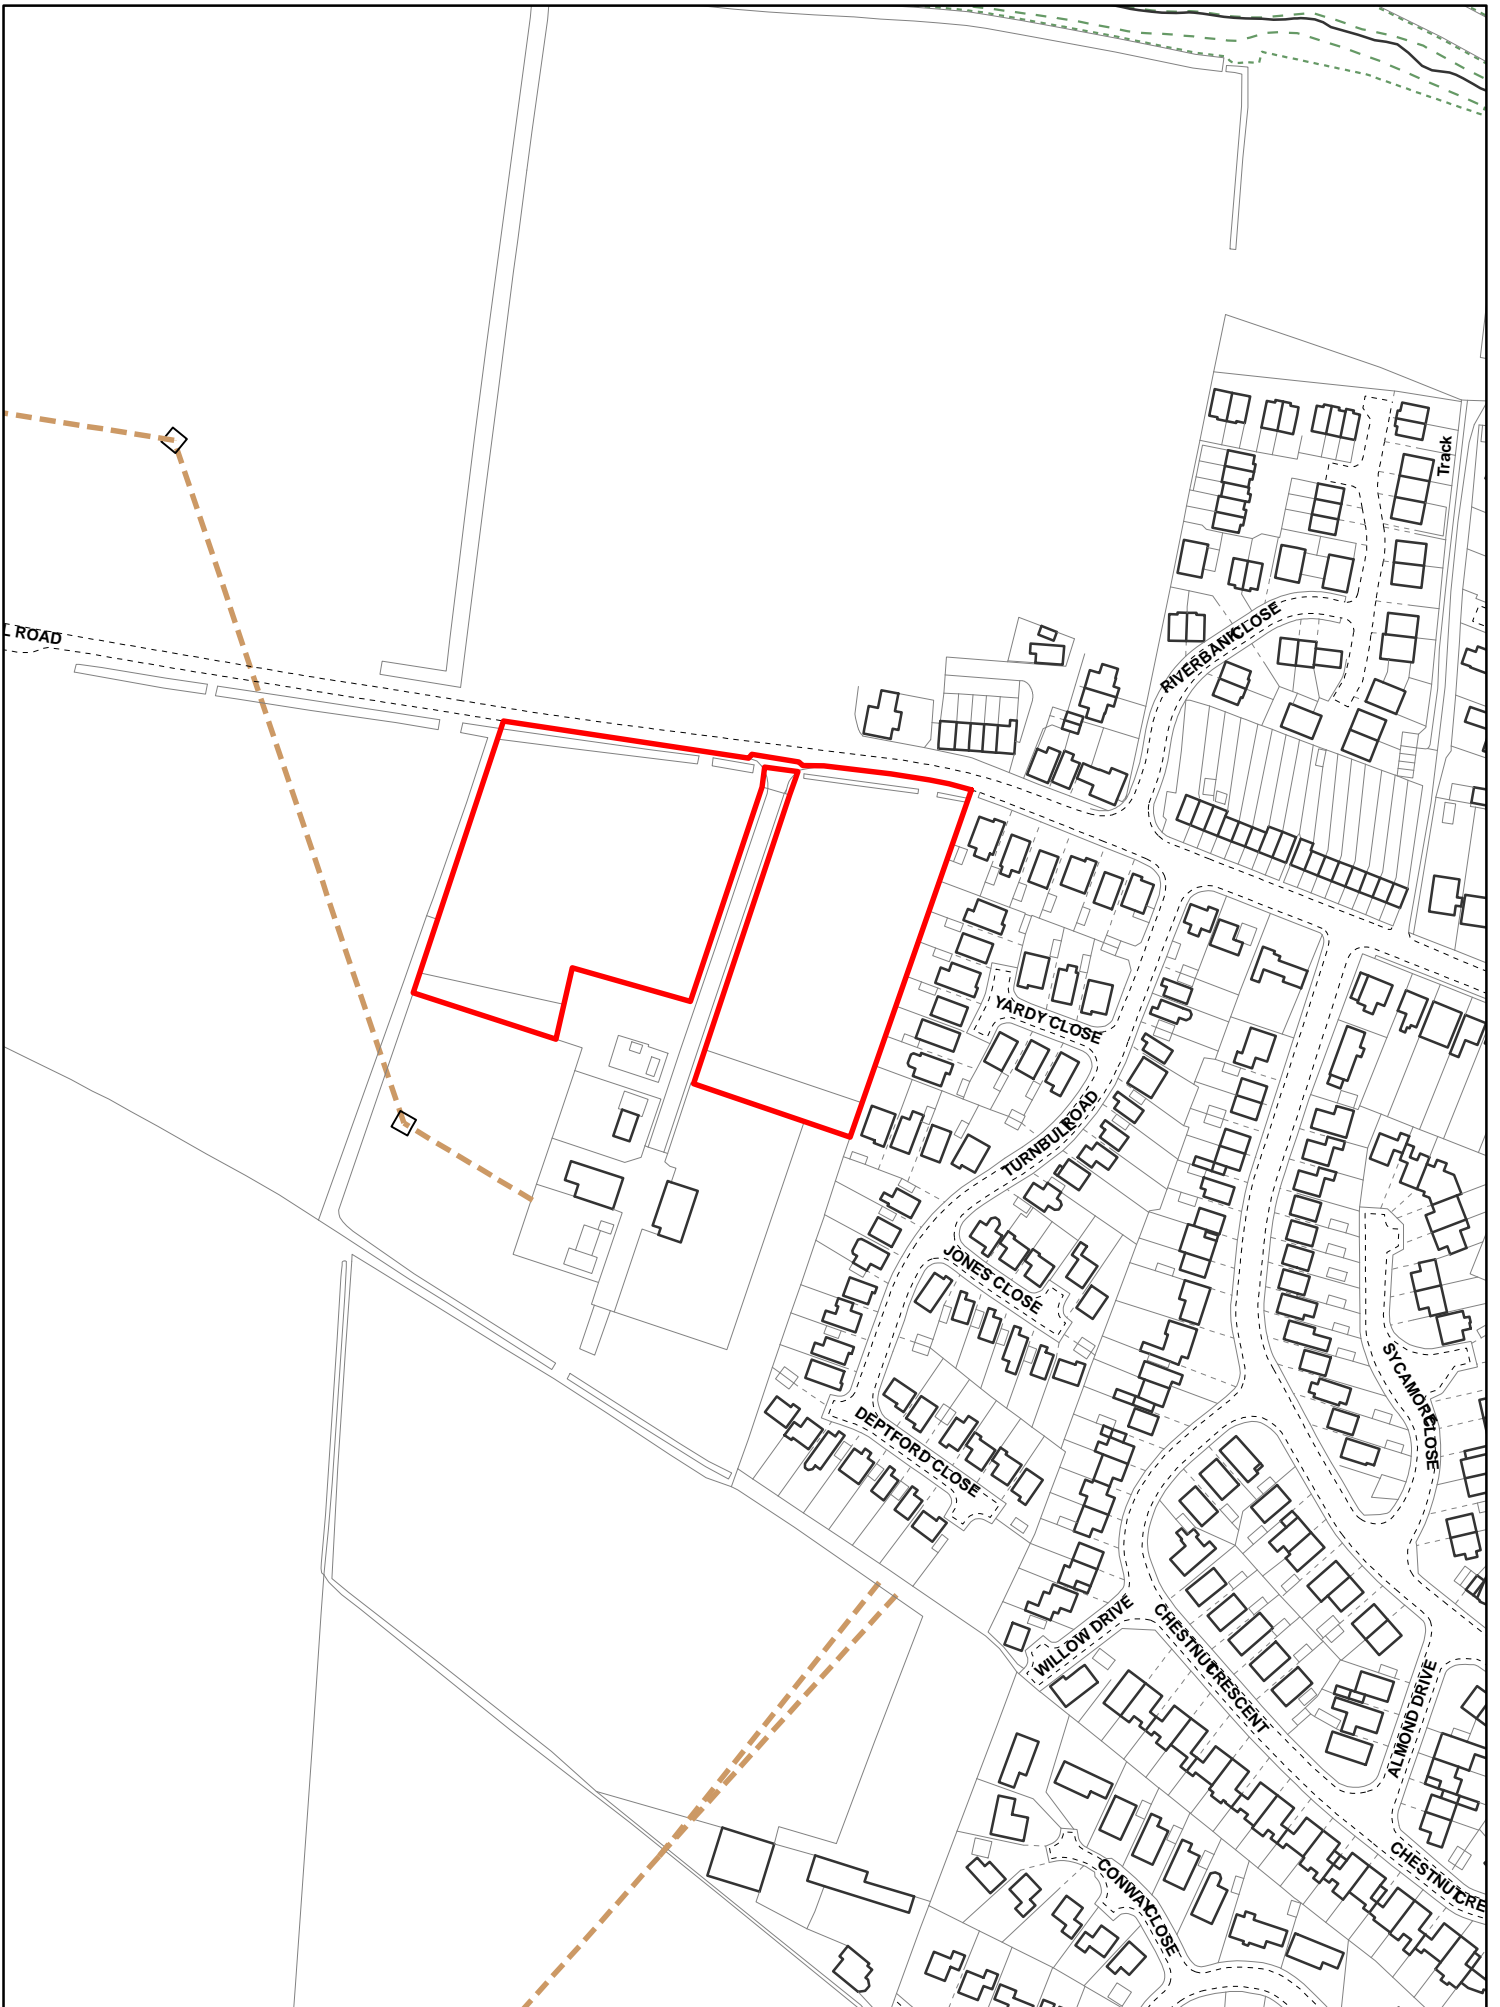 Track
RIVERBANK CLOSE
L ROAD
YARDY CLOSE
TURNBULL ROAD
JONES CLOSE
SYCAMORE CLOSE
DEPTFORD CLOSE
WILLOW DRIVE
CHESTNUT CRESCENT
ALMOND DRIVE
CONWAY CLOSE
CHESTNUT CRE